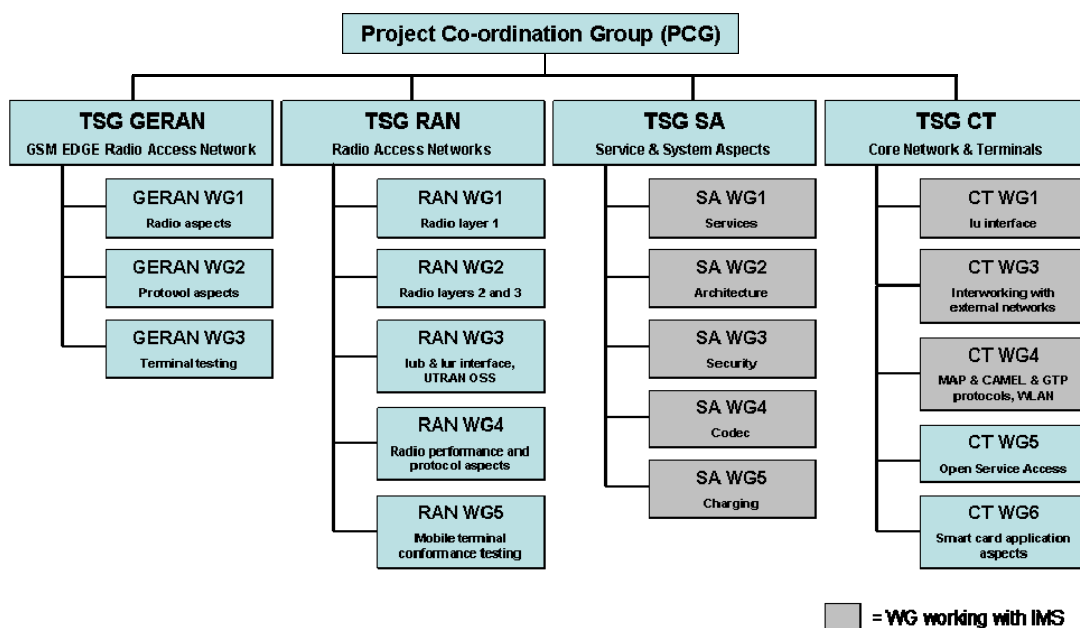 Project Co-ordination Group (PCG)
TSG GERAN
GSM EDGE Radio Access Network
GERAN WG1
Radio aspects
GERAN WG2
Protovol aspects
GERAN WG3
Terminal testing
TSG RAN
Radio Access Networks
RAN WG1
Radio layer 1
RAN WG2
Radio layers 2 and 3
RAN WG3
Iub & Iur interface,
UTRAN OSS
RAN WG4
Radio performance and
protocol aspects
RAN WG5
Mobile terminal
conformance testing
TSG SA
Service & System Aspects
SA WG1
Services
SA WG2
Architecture
SA WG3
Security
SA WG4
Codec
SA WG5
Charging
TSG CT
Core Network & Terminals
CT WG1
Iu interface
CT WG3
Interworking with
external networks
CT WG4
MAP & CAMEL & GTP
protocols, WLAN
CT WG5
Open Service Access
CT WG6
Smart card application
aspects
= WG working with IMS